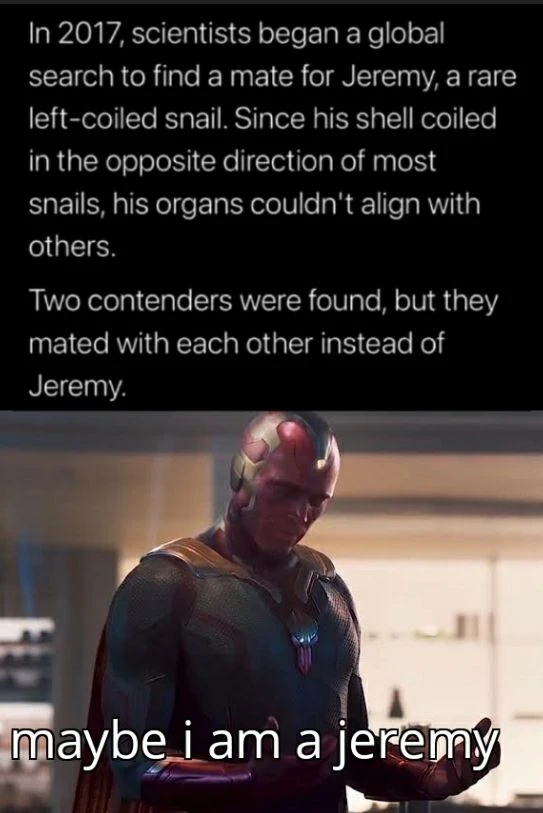 In 2017, scientists began a global
search to find a mate for Jeremy, a rare
left-coiled snail. Since his shell coiled
in the opposite direction of most
snails, his organs couldn't align with
others.
Two contenders were found, but they
mated with each other instead of
Jeremy.
maybe i am a jeremy